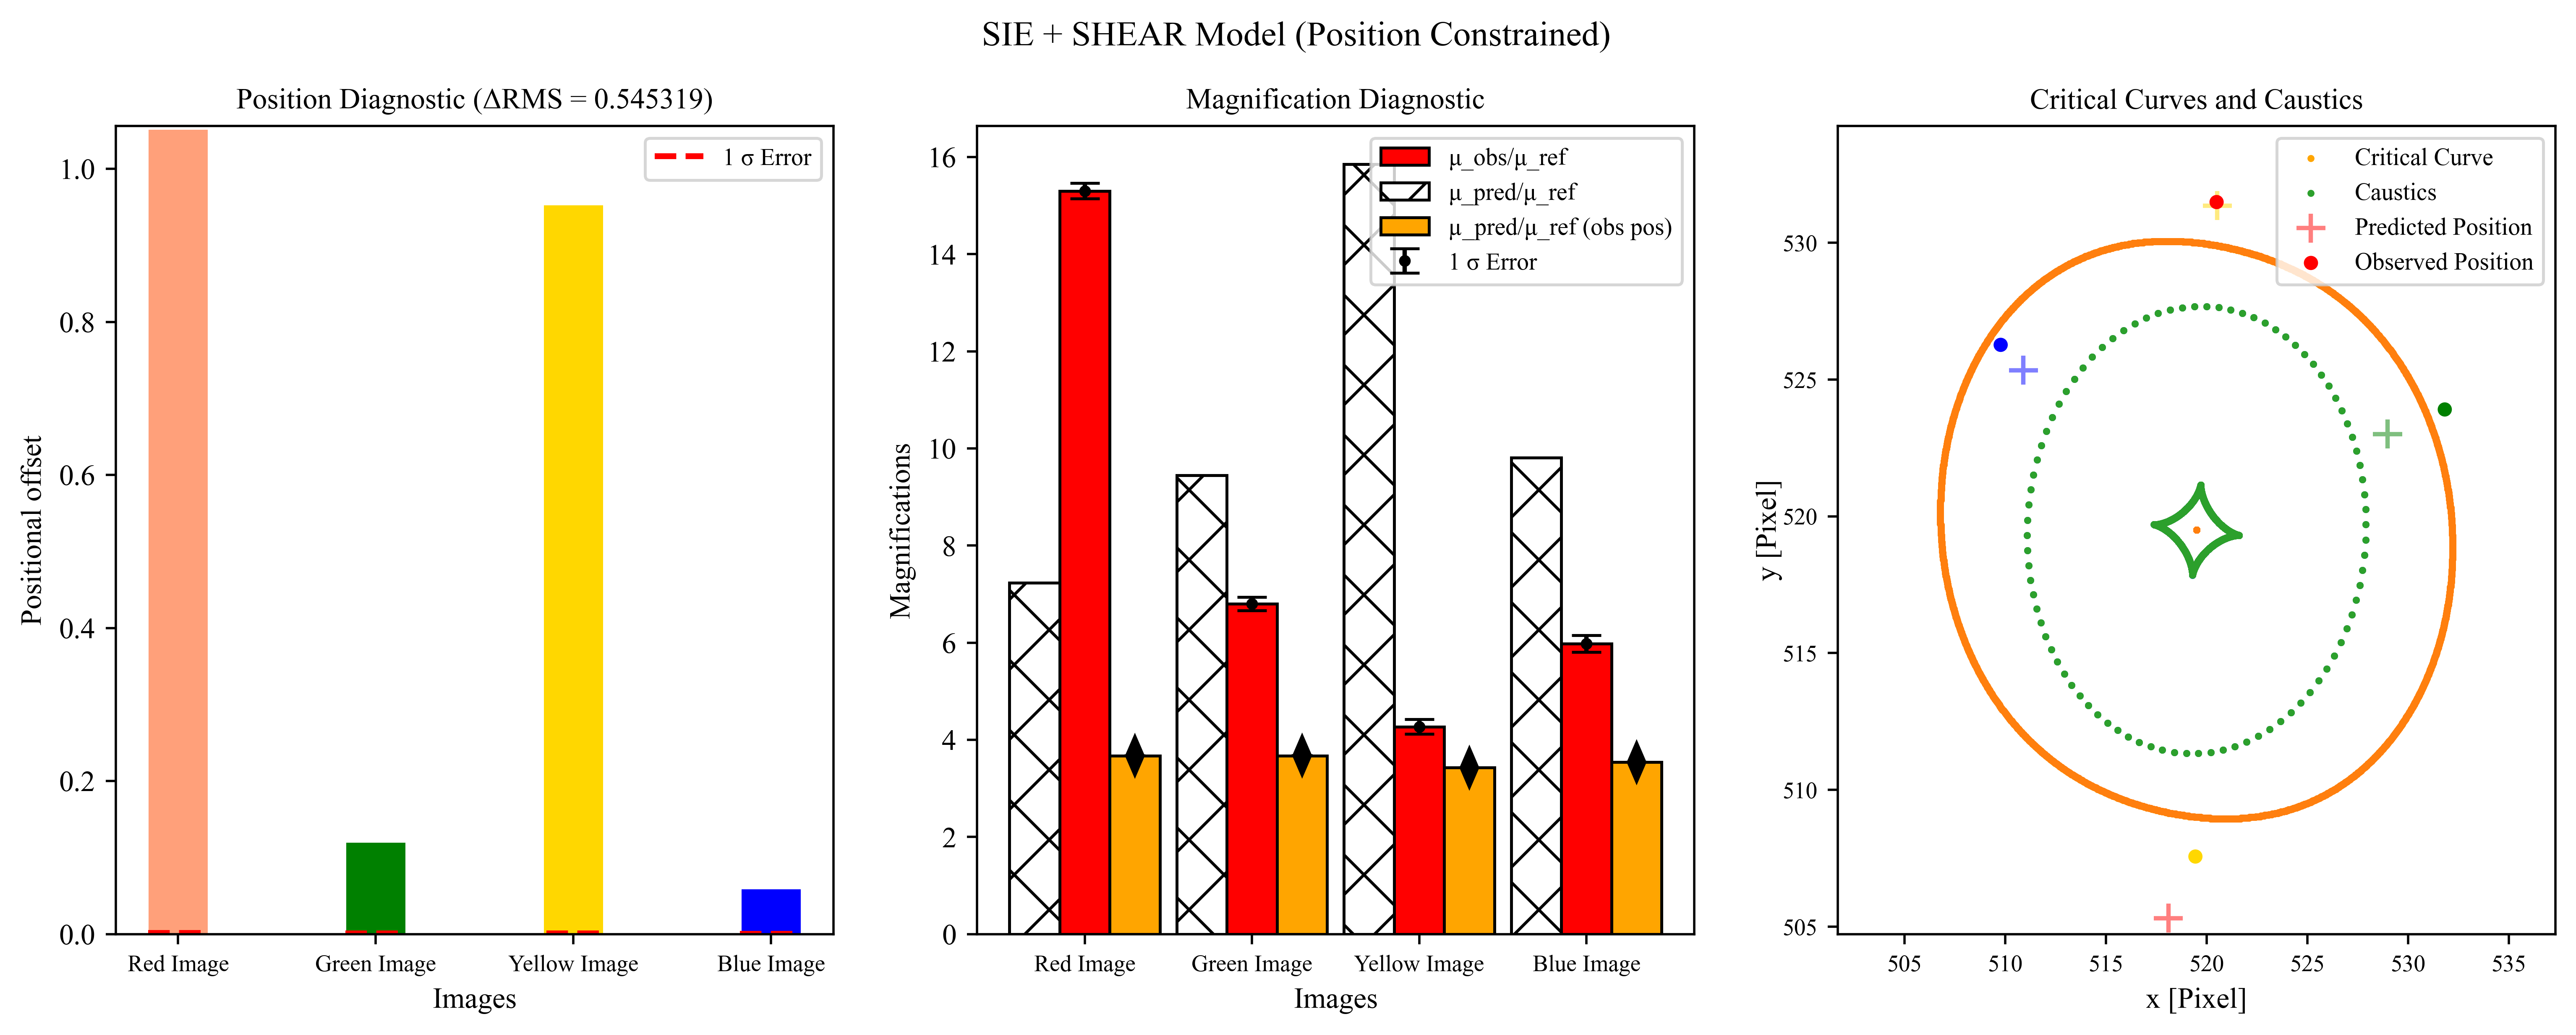 SIE + SHEAR Model (Position Constrained)
Position Diagnostic (ΔRMS = 0.545319)
1 σ Error
Positional offset
1.0
0.8
0.6
0.4
0.2
0.0
Red Image
Green Image
Yellow Image
Blue Image
Images
Magnification Diagnostic
μ_obs/μ_ref
μ_pred/μ_ref
μ_pred/μ_ref (obs pos)
1 σ Error
Magnifications
16
14
12
10
8
6
4
2
0
Red Image
Green Image
Yellow Image
Blue Image
Images
Critical Curves and Caustics
Critical Curve
Caustics
Predicted Position
Observed Position
y [Pixel]
530
525
520
515
510
505
505
510
515
520
525
530
535
x [Pixel]